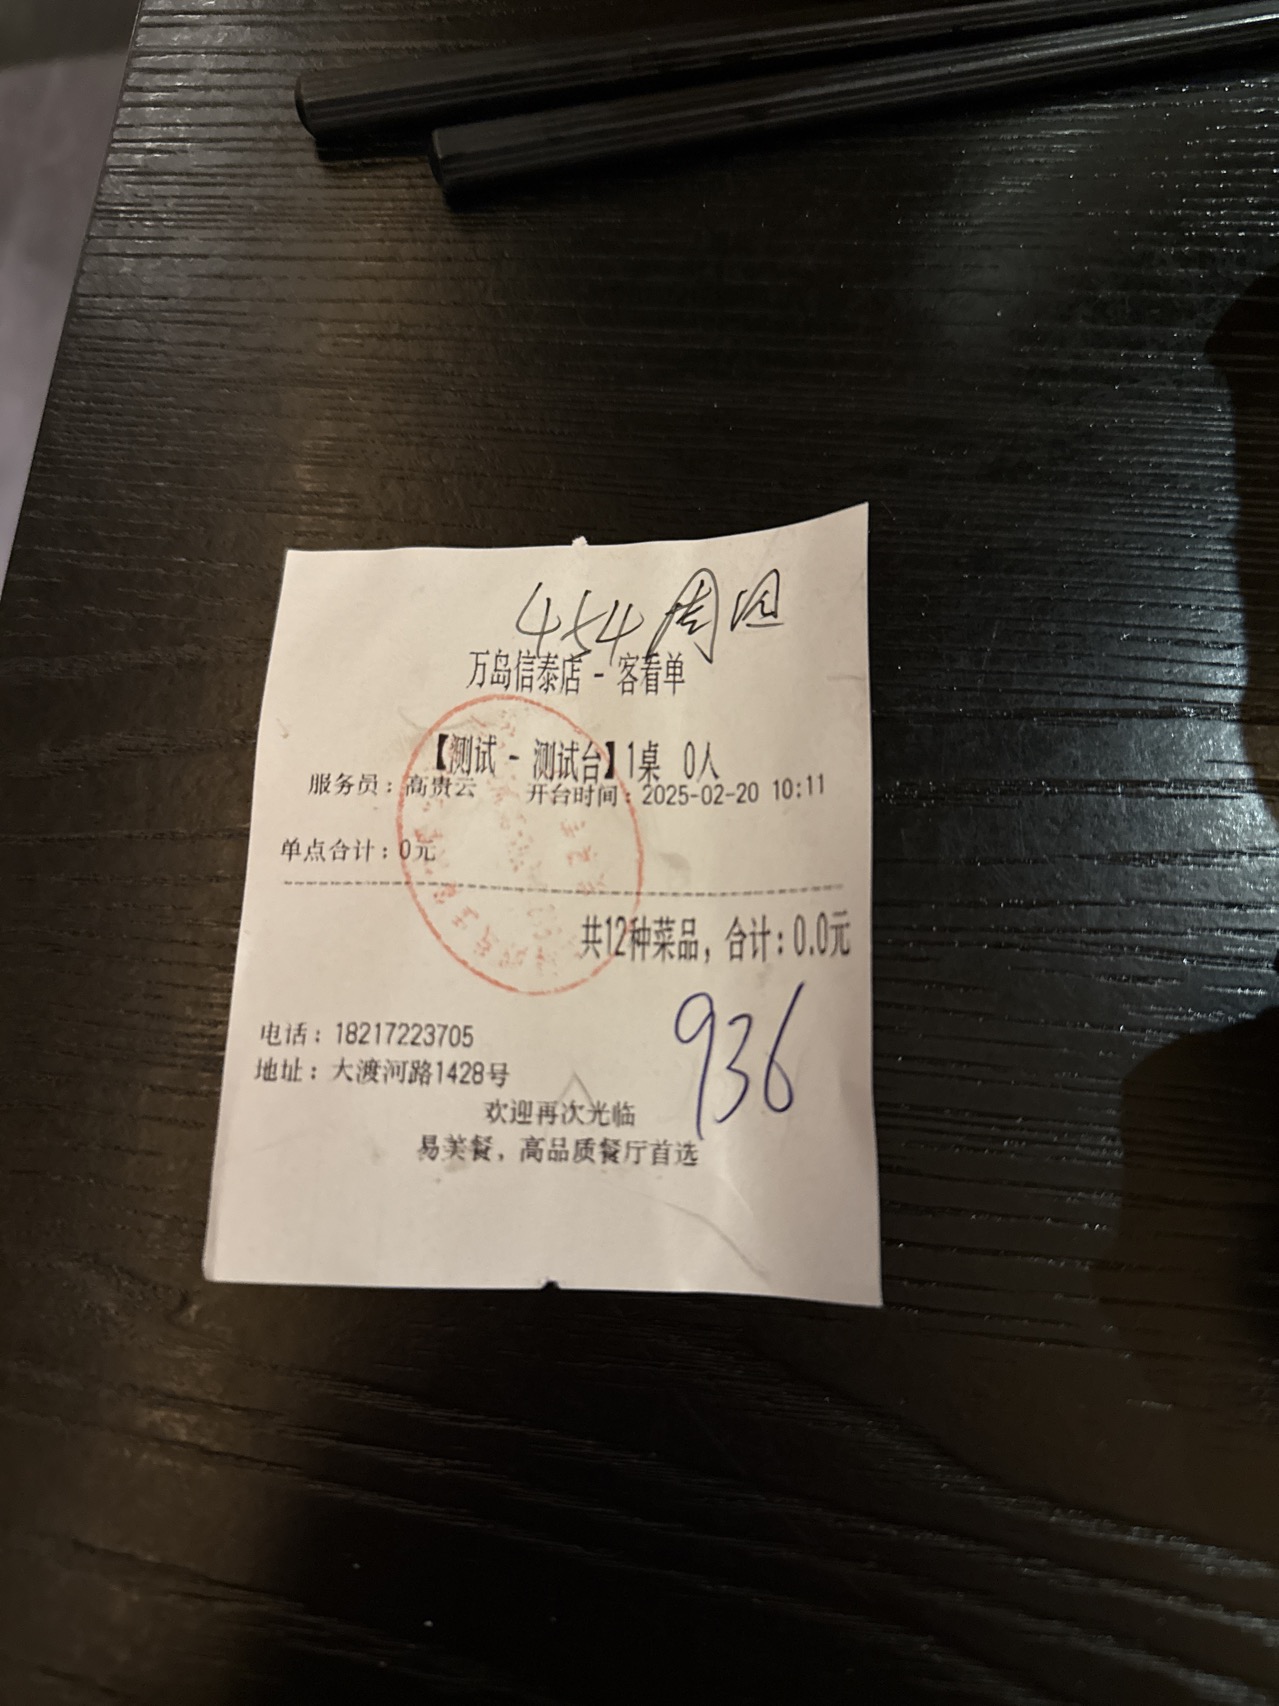 454 周
万岛信泰店 - 客看单
【测试 - 测试台】1桌 0人
服务员：高贵云 开台时间：2025-02-20 10:11
单点合计：0元
共12种菜品，合计：0.0元
936
电话：18217223705
地址：大渡河路1428号
欢迎再次光临
易美餐，高品质餐厅首选